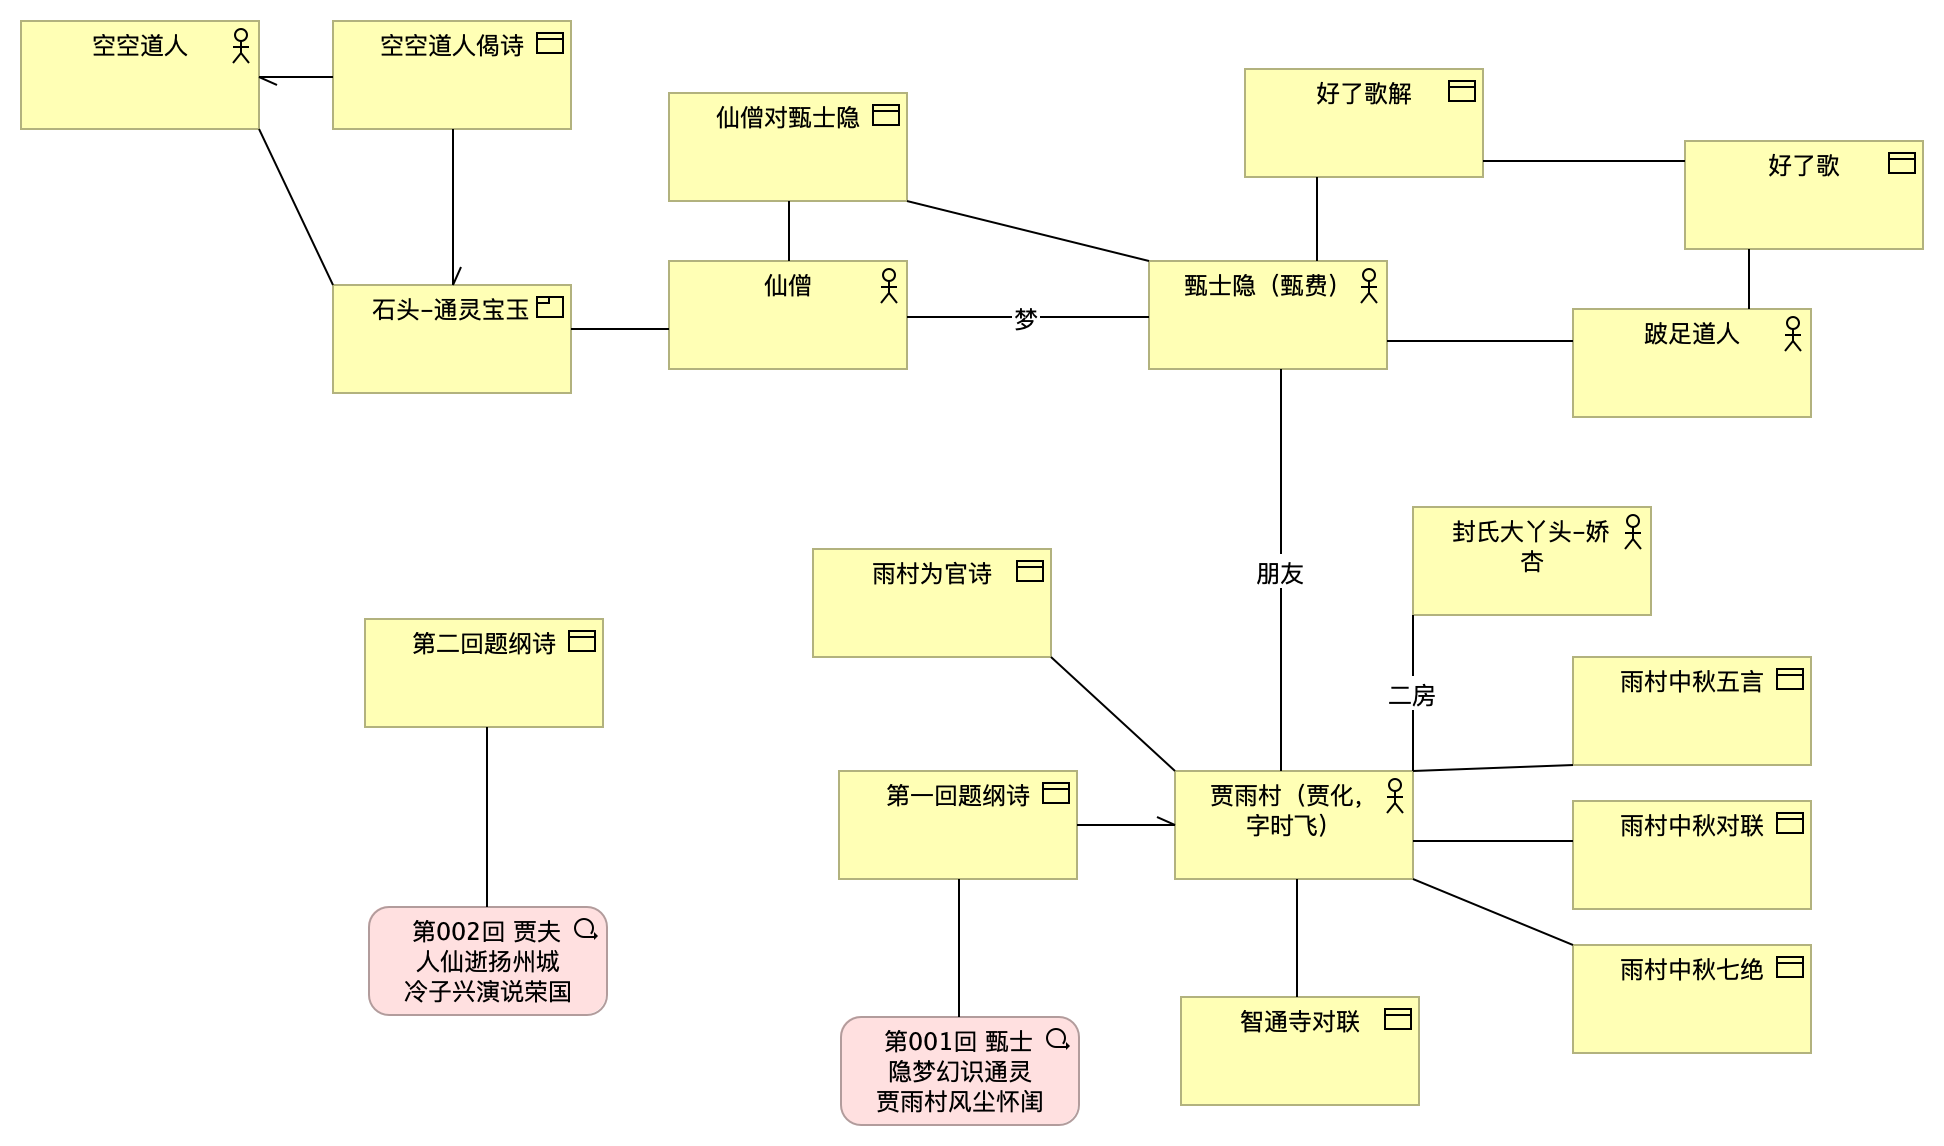 空空道人
空空道人偈诗
好了歌解
仙僧对甄士隐
好了歌
仙僧
甄士隐（甄费）
石头–通灵宝玉
梦
跛足道人
封氏大丫头–娇
杏
雨村为官诗
朋友
第二回题纲诗
雨村中秋五言
二房
第一回题纲诗
贾雨村（贾化，
字时飞）
雨村中秋对联
第002回 贾夫
人仙逝扬州城
冷子兴演说荣国
雨村中秋七绝
智通寺对联
第001回 甄士
隐梦幻识通灵
贾雨村风尘怀闺